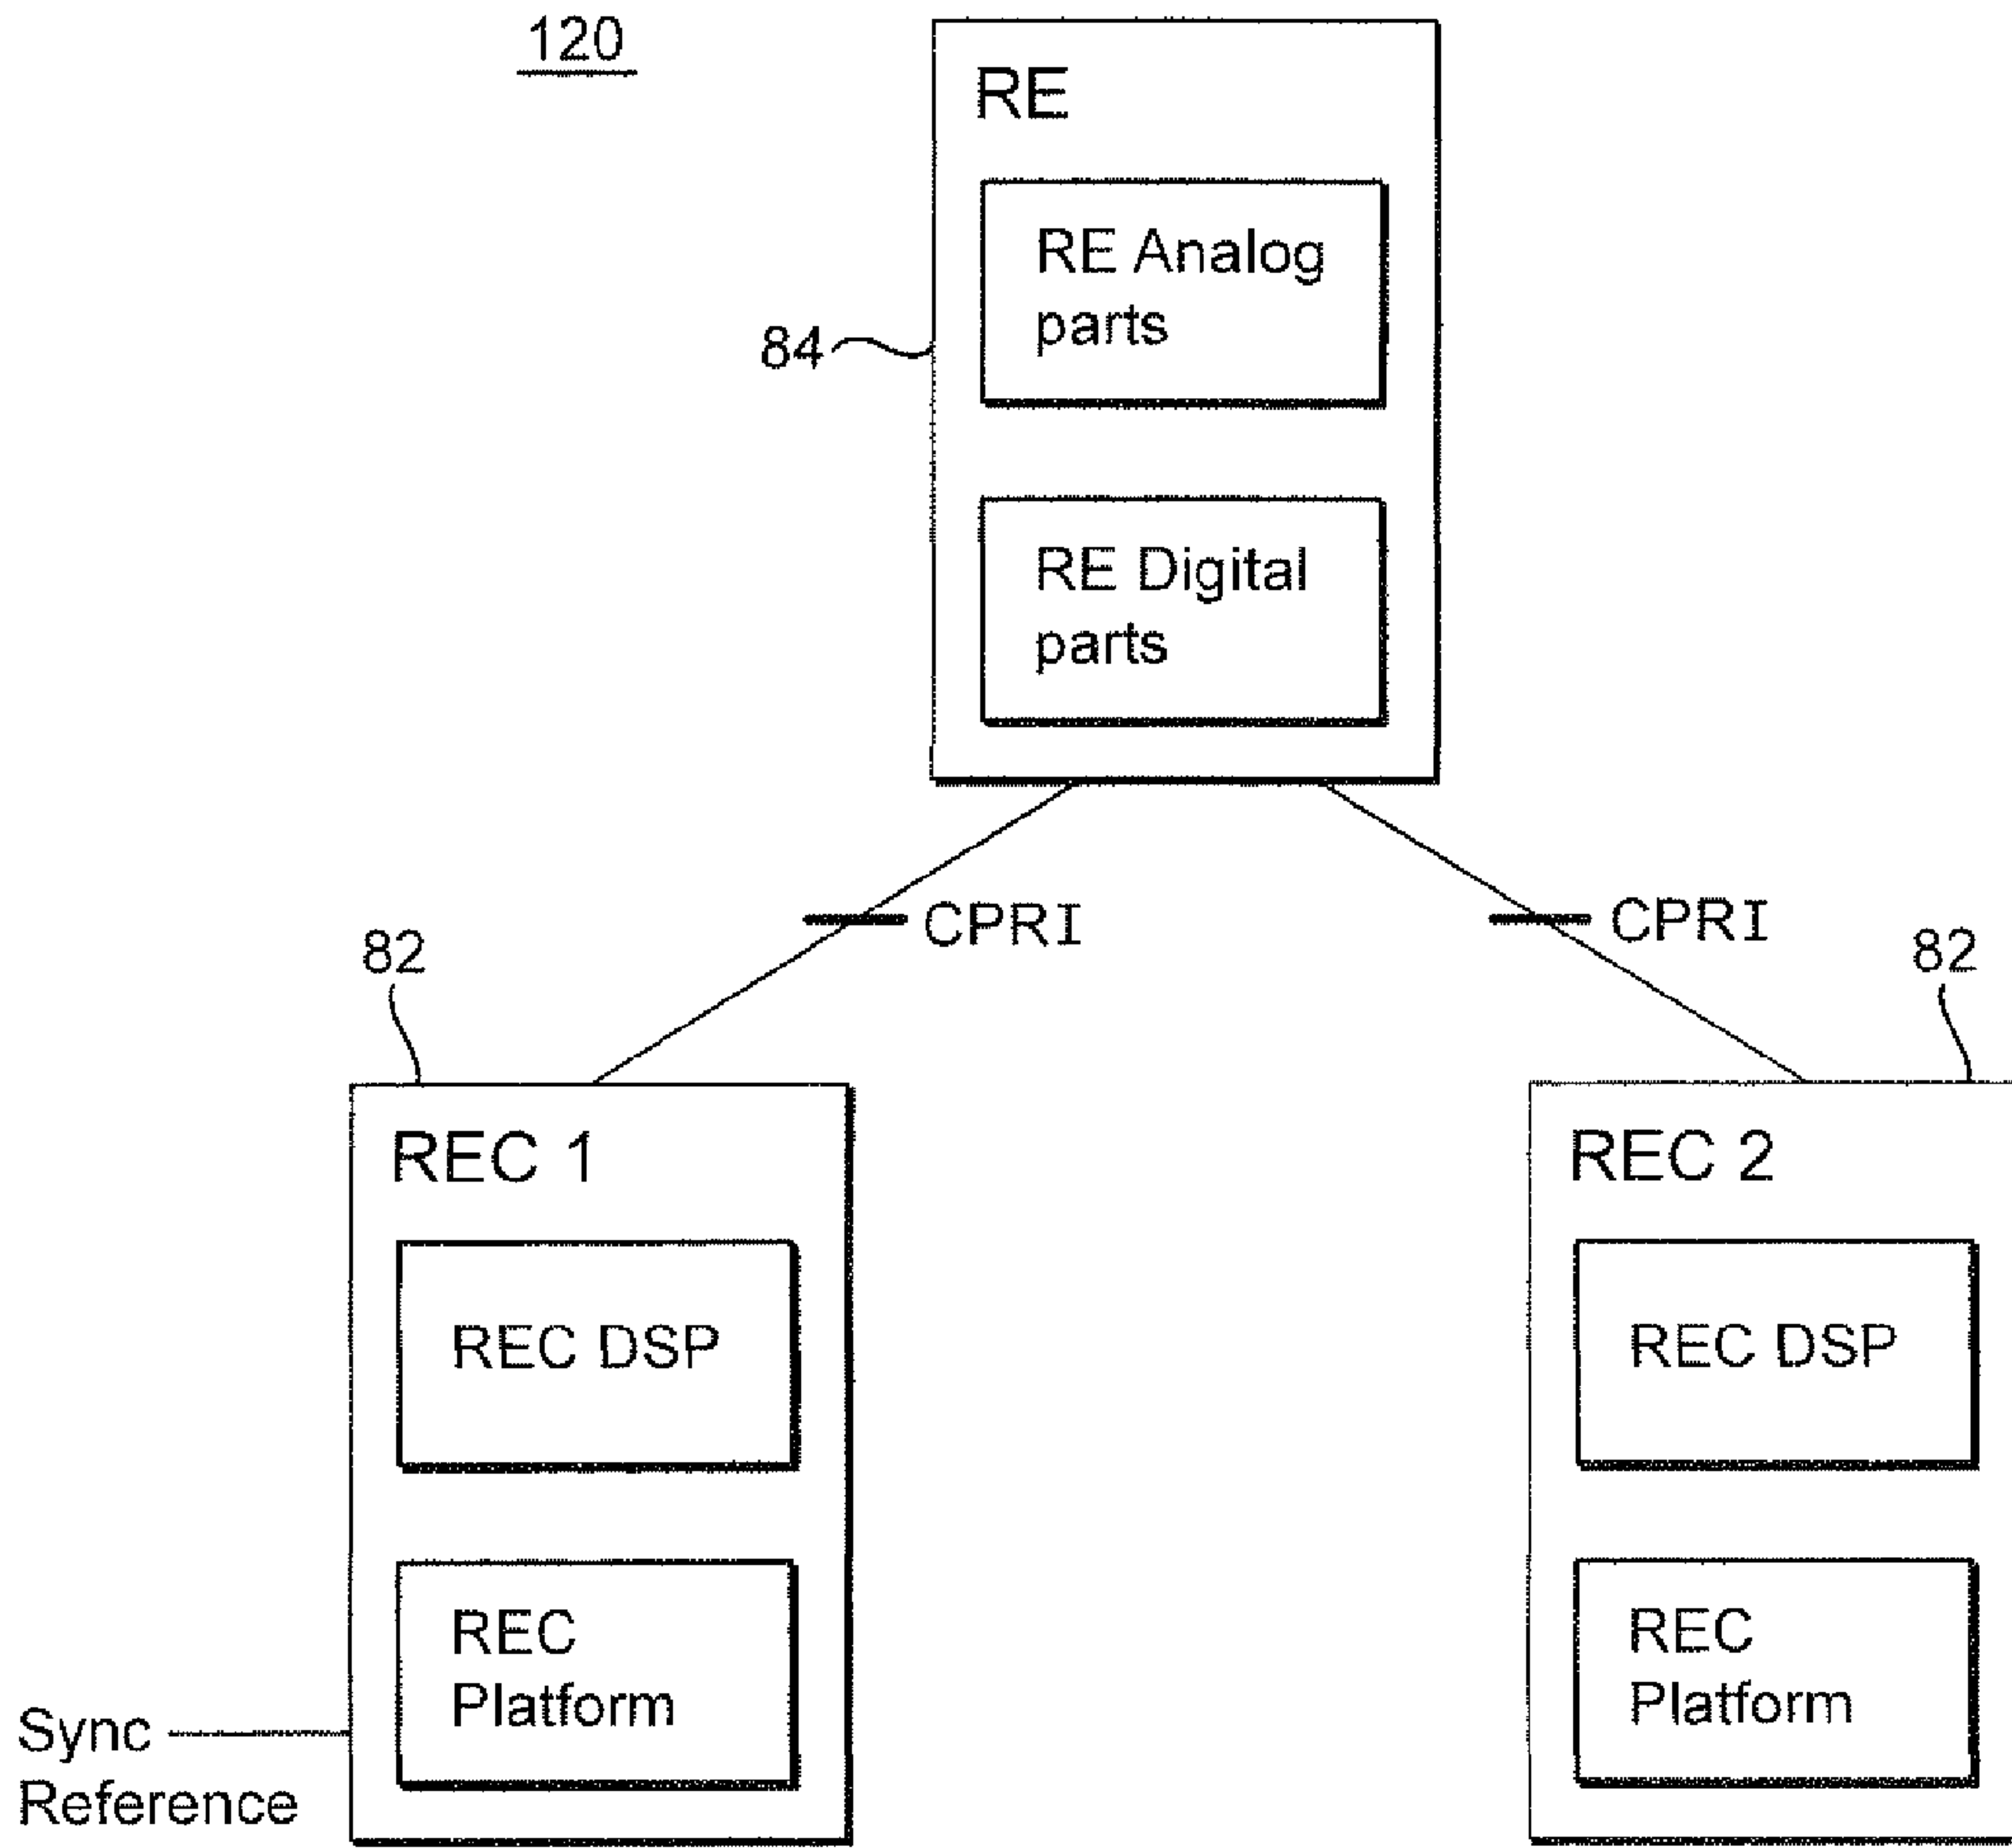 120
RE
RE Analog
parts
84
RE Digital
parts
CPRI
CPRI
82
82
REC 1
REC 2
REC DSP
REC DSP
REC
Platform
REC
Platform
Sync
Reference